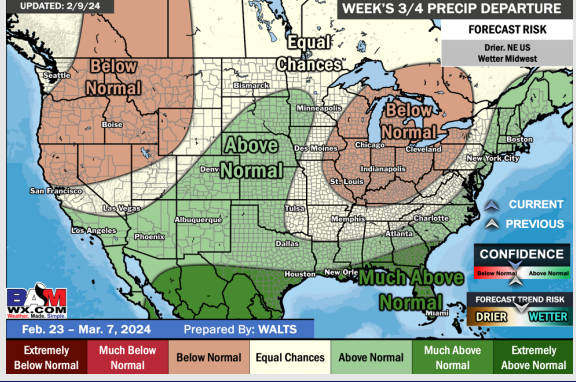 UPDATED: 2/9/24
WEEK'S 3/4 PRECIP DEPARTURE
FORECAST RISK
Drier. NE US
Wetter Midwest
Equal
Chances
Below
Normal
Seattle
Bismarck
Minneapolis
Boise
Below
Normal
Chicago
Cleveland
Boston
New York City
Above
Normal
Des Moines
Indianapolis
Denv
St. Louis
San Francisco
Las Vegas
Tulsa
Memphis
Charlotte
Los Angeles
Albuquerque
Phoenix
Atlanta
Dallas
Houston
New Orle
Much Above
Normal
Miami
CURRENT
PREVIOUS
CONFIDENCE
Below Normal
Above Normal
FORECAST TREND RISK
DRIER
WETTER
BAM
WX.COM
Weather. Made. Simple.
Feb. 23 – Mar. 7, 2024
Prepared By: WALTS
Extremely
Below Normal
Much Below
Normal
Below Normal
Equal Chances
Above Normal
Much Above
Normal
Extremely
Above Normal